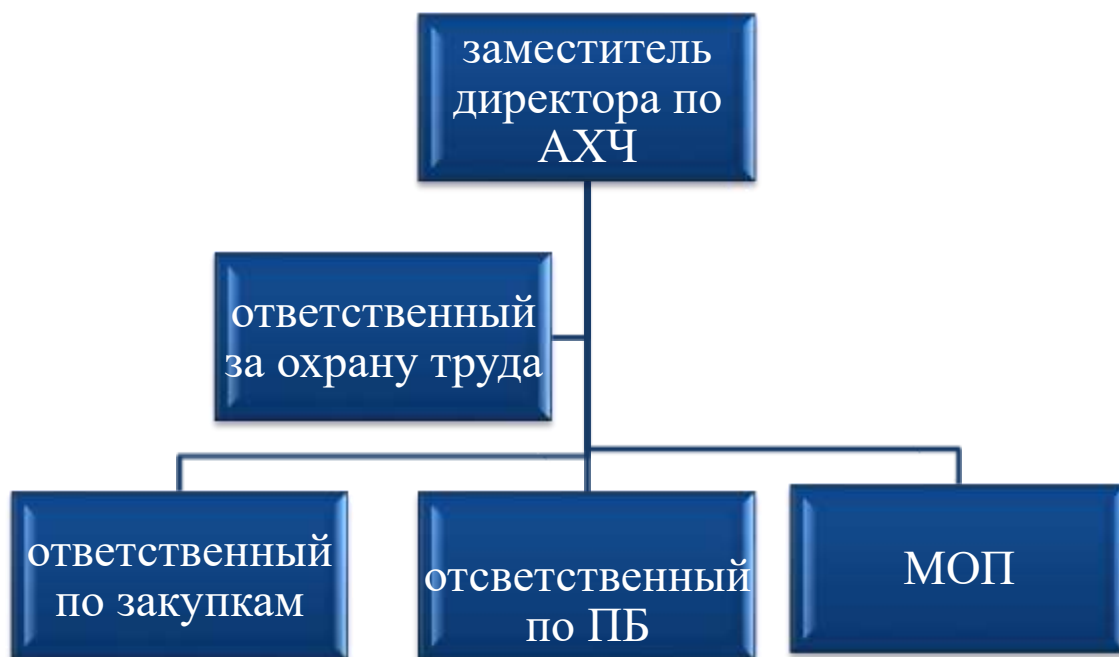 заместитель
директора по
АХЧ
ответственный
за охрану труда
ответственный
по закупкам
отсветственный
по ПБ
МОП